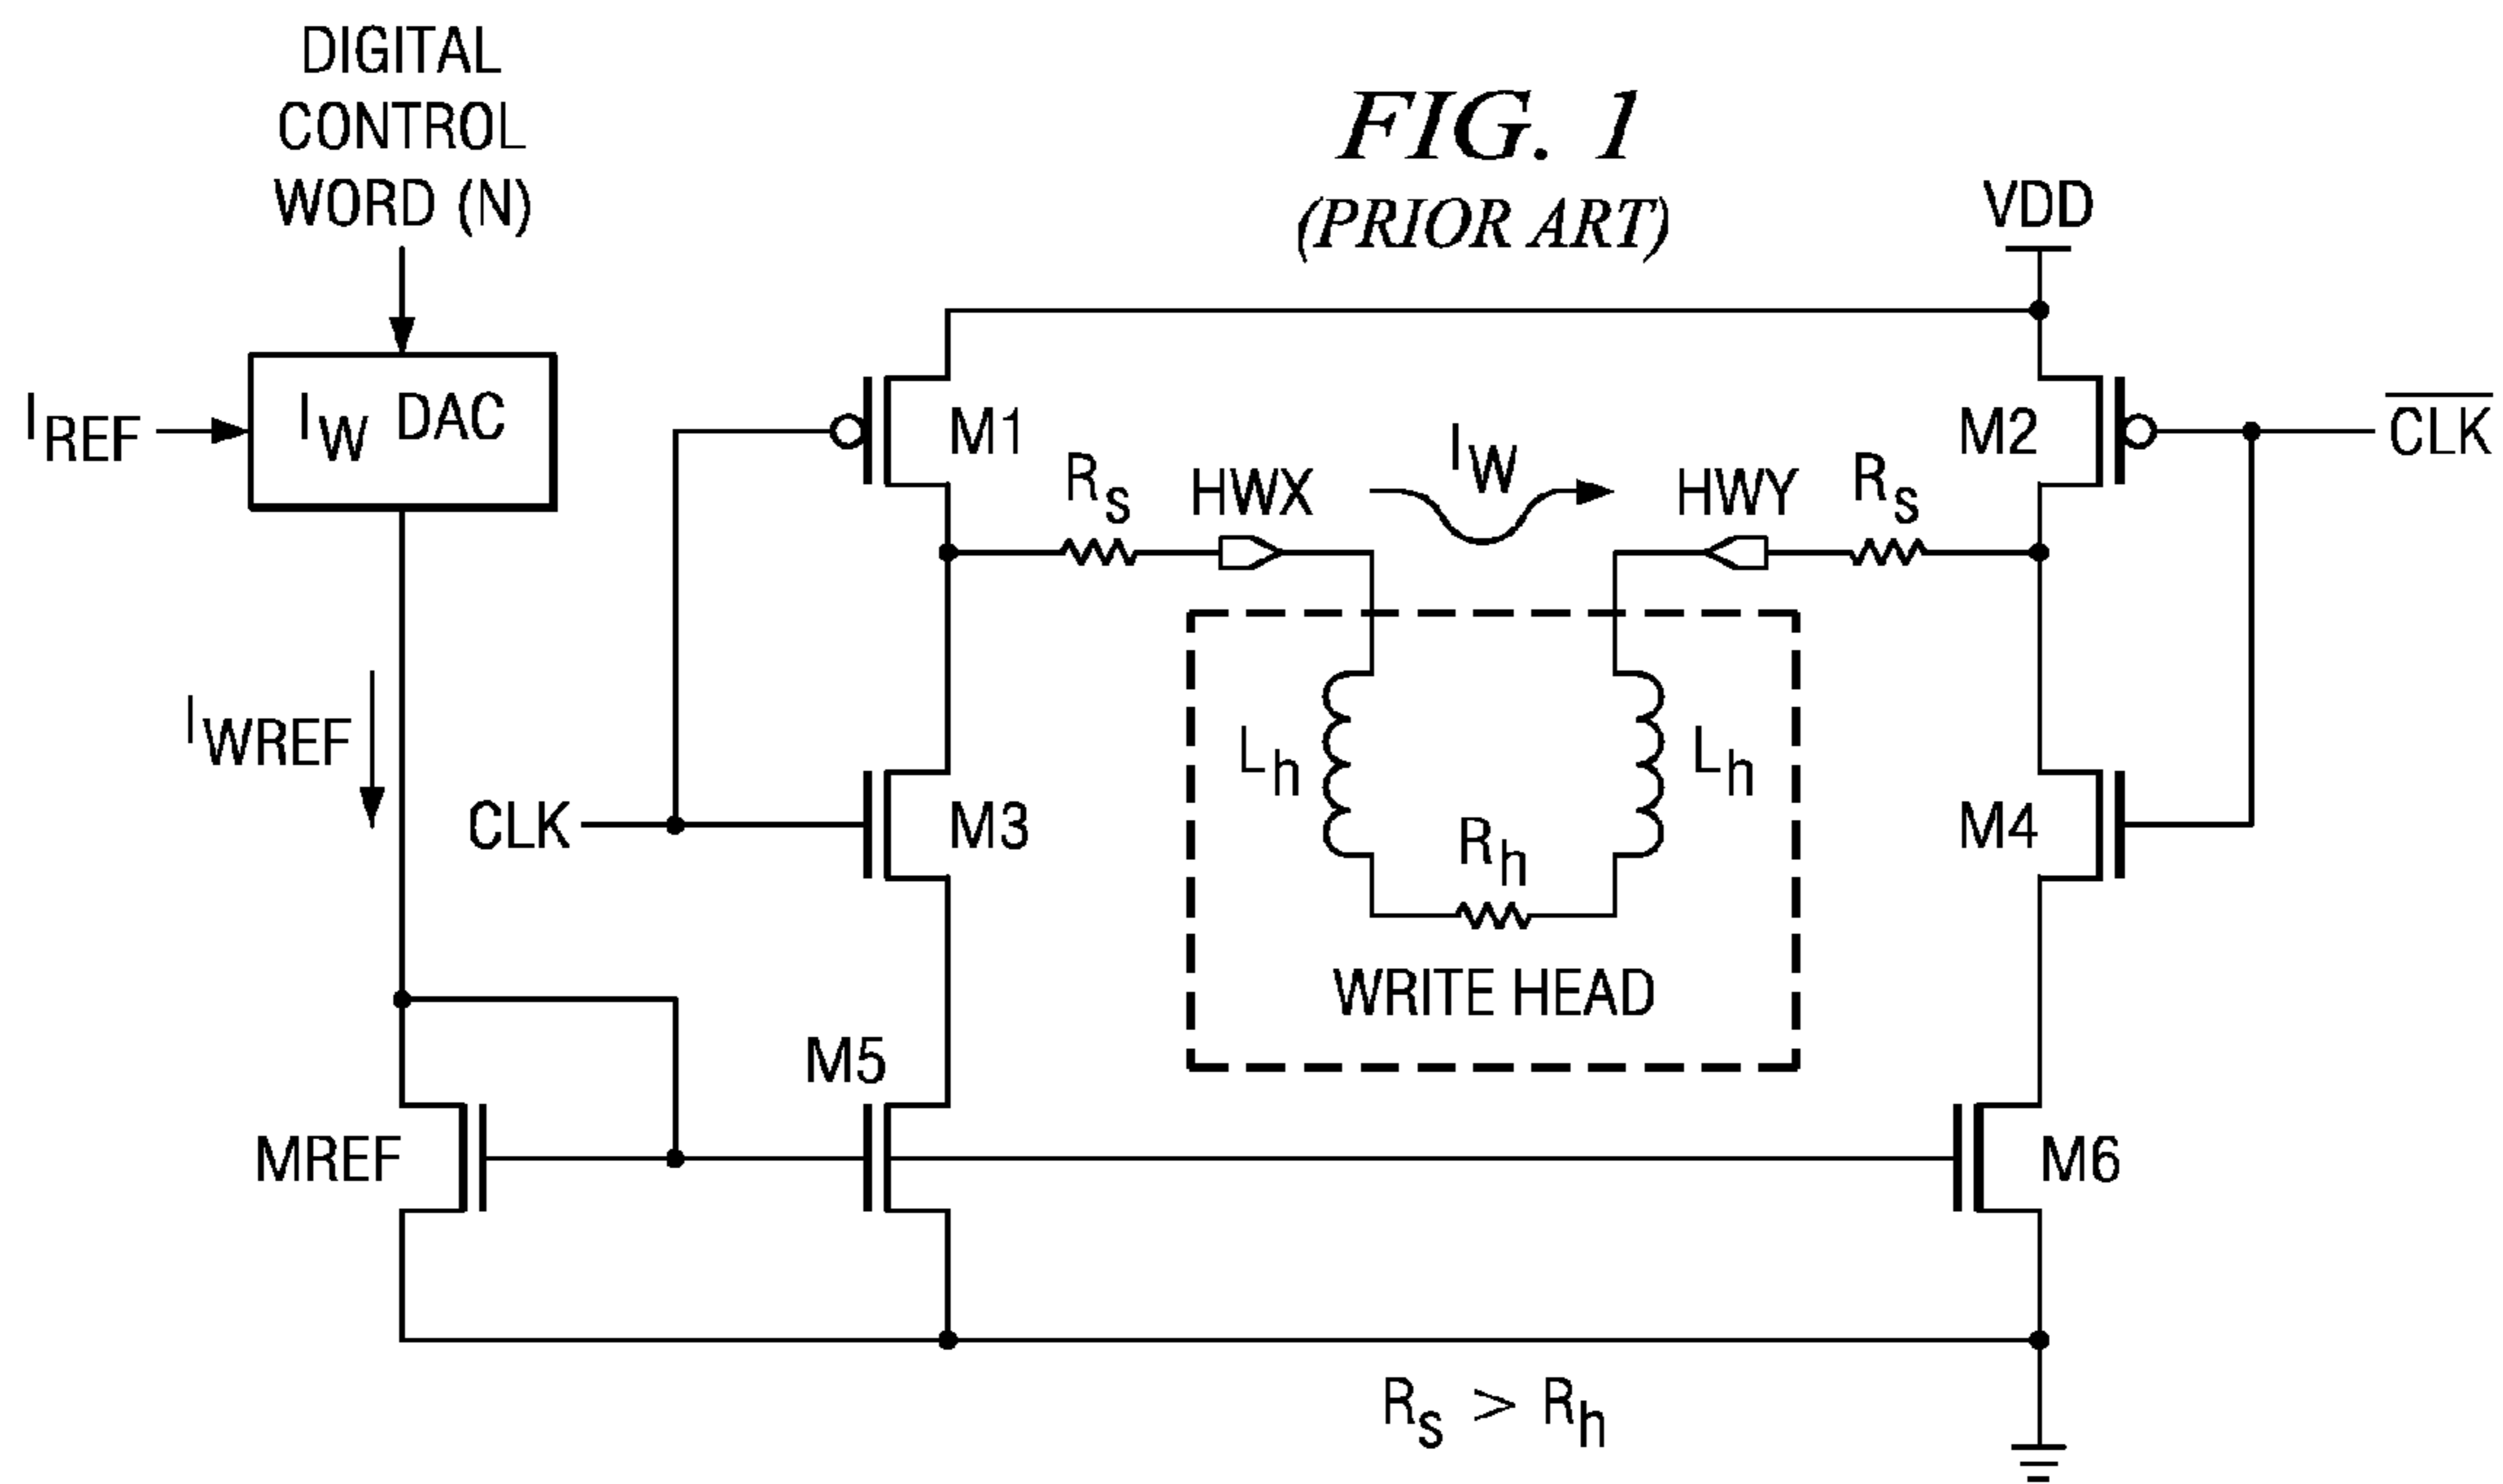 DIGITAL
CONTROL
WORD (N)
FIG. 1
(PRIOR ART)
VDD
I_REF
I_W DAC
M1
M2
CLK̅
R_s
HWX
I_W
HWY
R_s
I_WREF
CLK
M3
L_h
L_h
M4
R_h
WRITE HEAD
M5
MREF
M6
R_s > R_h